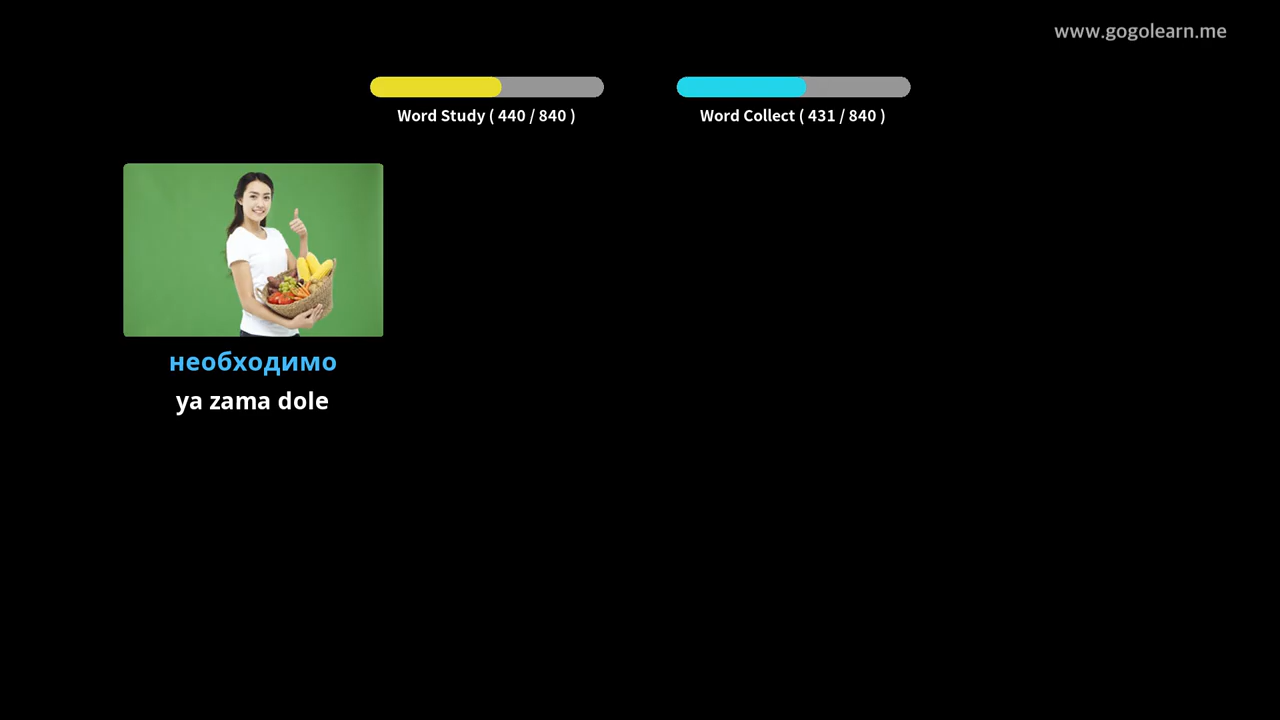 www.gogolearn.me
Word Study ( 440 / 840 )
Word Collect ( 431 / 840 )
необходимо
ya zama dole